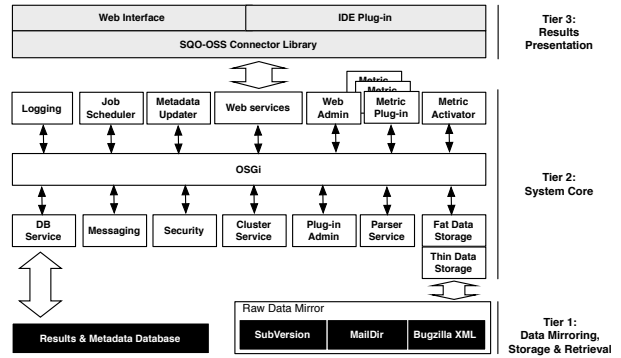 Web Interface
IDE Plug-in
SQO-OSS Connector Library
Tier 3:
Results
Presentation
Logging
Job
Scheduler
Metadata
Updater
Web services
Web
Admin
Metric
Metric
Metric
Plug-in
Metric
Activator
OSGi
Tier 2:
System Core
DB
Service
Messaging
Security
Cluster
Service
Plug-in
Admin
Parser
Service
Fat Data
Storage
Thin Data
Storage
Raw Data Mirror
SubVersion
MailDir
Bugzilla XML
Results & Metadata Database
Tier 1:
Data Mirroring,
Storage & Retrieval